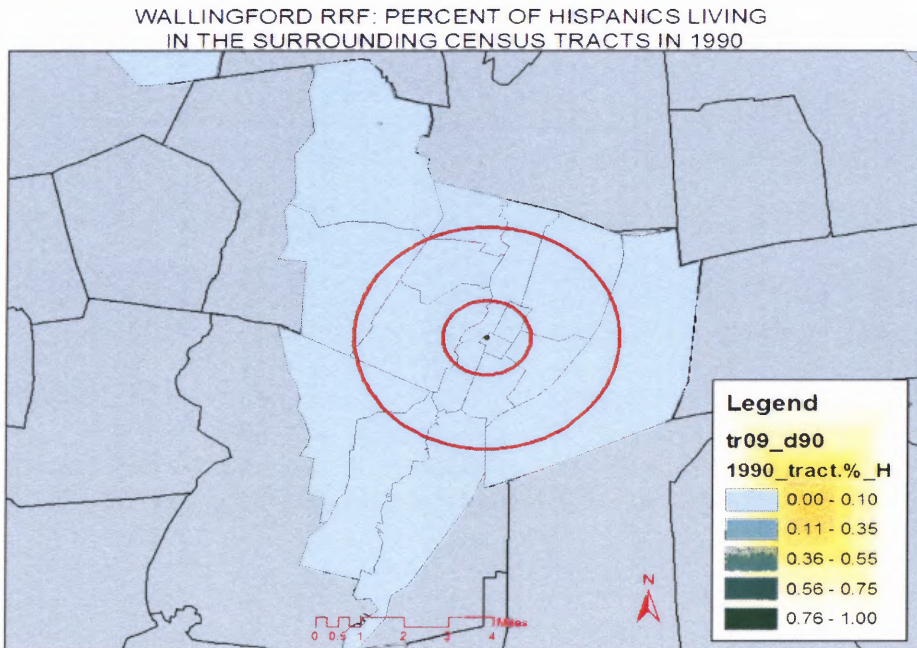 WALLINGFORD RRF: PERCENT OF HISPANICS LIVING
IN THE SURROUNDING CENSUS TRACTS IN 1990
Legend
tr09_d90
1990_tract.%_H
0.00 - 0.10
0.11 - 0.35
0.36 - 0.55
0.56 - 0.75
0.76 - 1.00
N
Miles
0 0.5 1 2 3 4